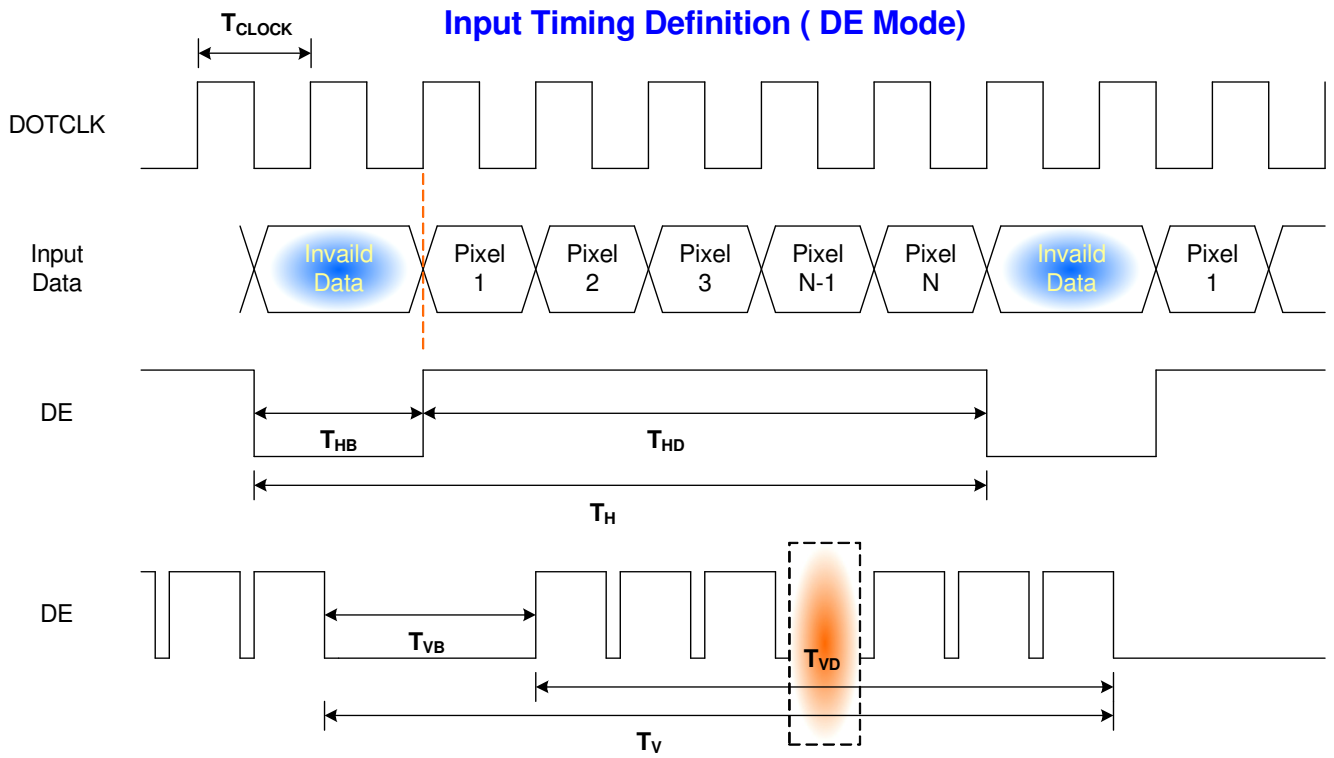 Input Timing Definition ( DE Mode)
TCLOCK
DOTCLK
Input
Data
Invaild
Data
Pixel
1
Pixel
2
Pixel
3
Pixel
N-1
Pixel
N
Invaild
Data
Pixel
1
DE
THB
THD
TH
DE
TVB
TVD
TV